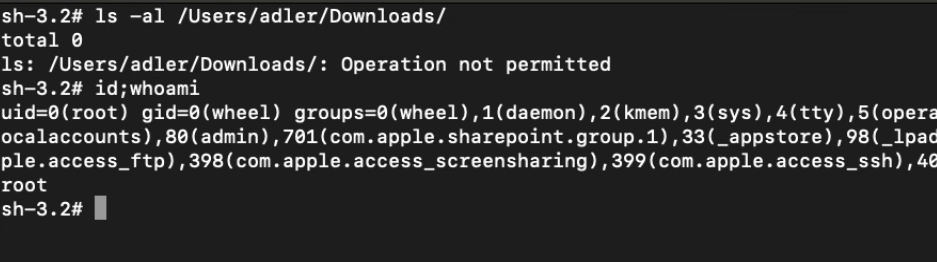 sh-3.2# ls -al /Users/adler/Downloads/
total 0
ls: /Users/adler/Downloads/: Operation not permitted
sh-3.2# id;whoami
uid=0(root) gid=0(wheel) groups=0(wheel),1(daemon),2(kmem),3(sys),4(tty),5(opera
ocalaccounts),80(admin),701(com.apple.sharepoint.group.1),33(_appstore),98(_lpad
ple.access_ftp),398(com.apple.access_screensharing),399(com.apple.access_ssh),40
root
sh-3.2#